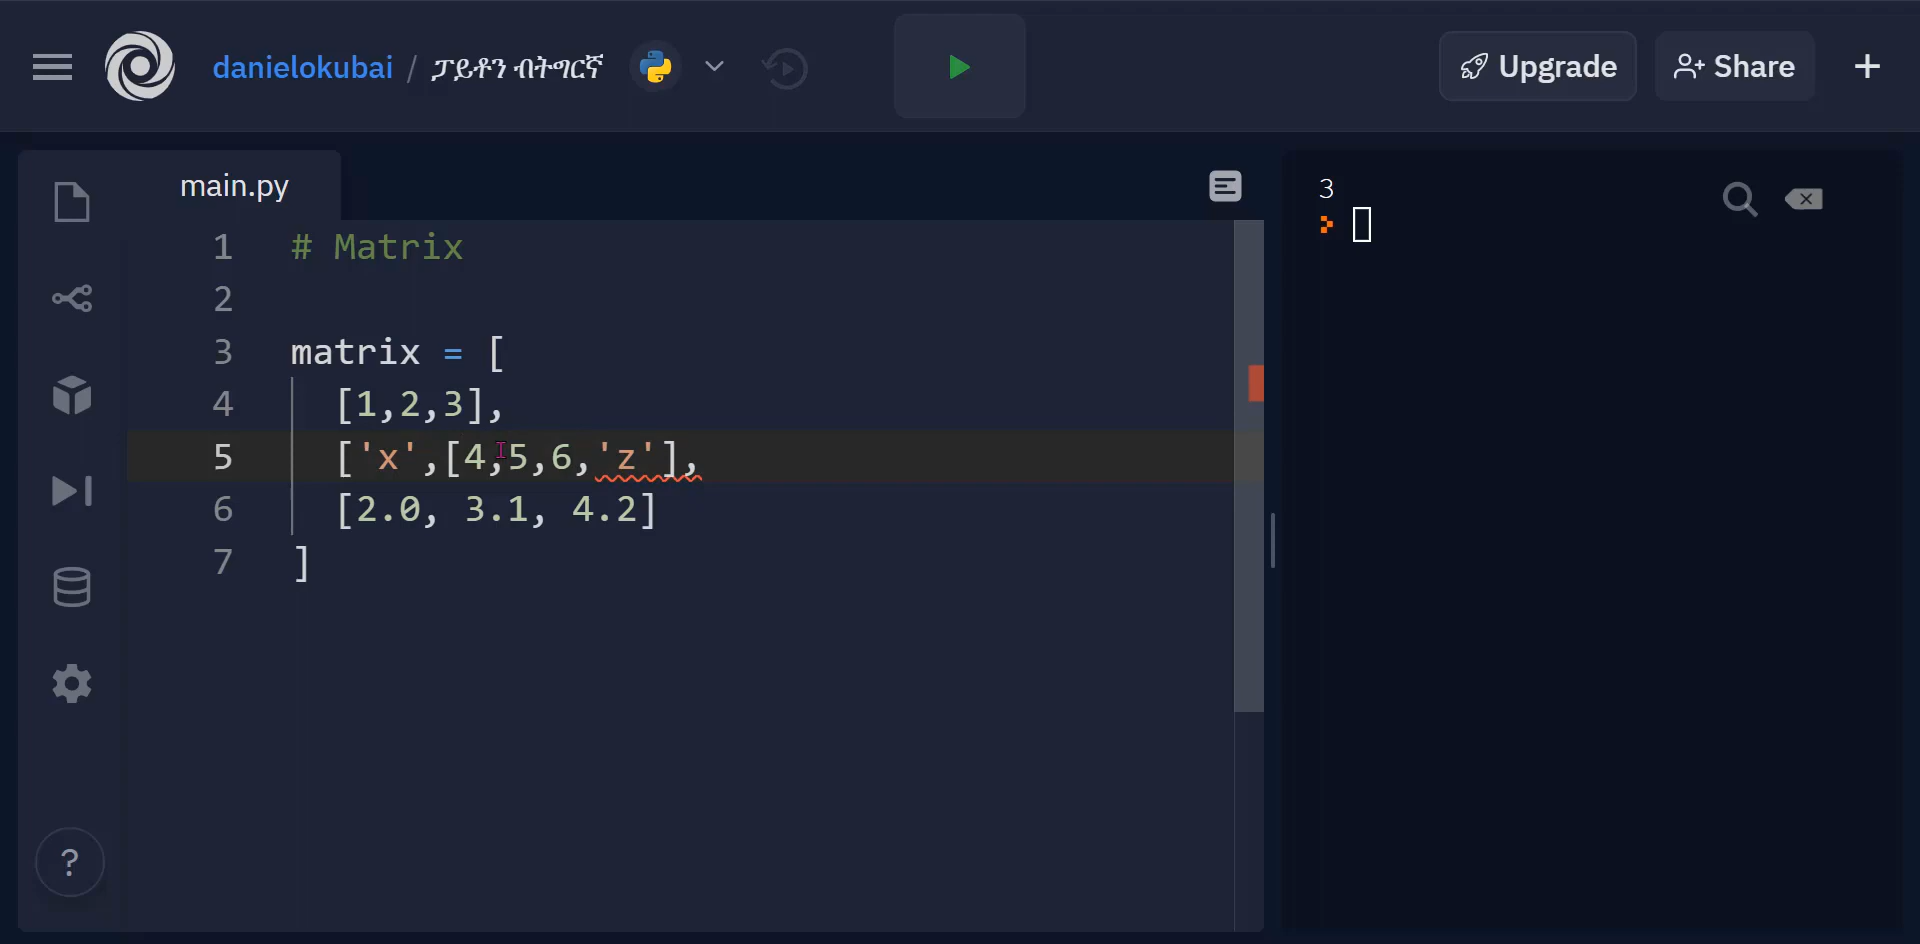 danielokubai / ፓይቶን ብትግርኛ
Upgrade
Share
+
main.py
1 # Matrix
2
3 matrix = [
4 [1,2,3],
5 ['x',[4,5,6,'z'],
6 [2.0, 3.1, 4.2]
7 ]
3
?